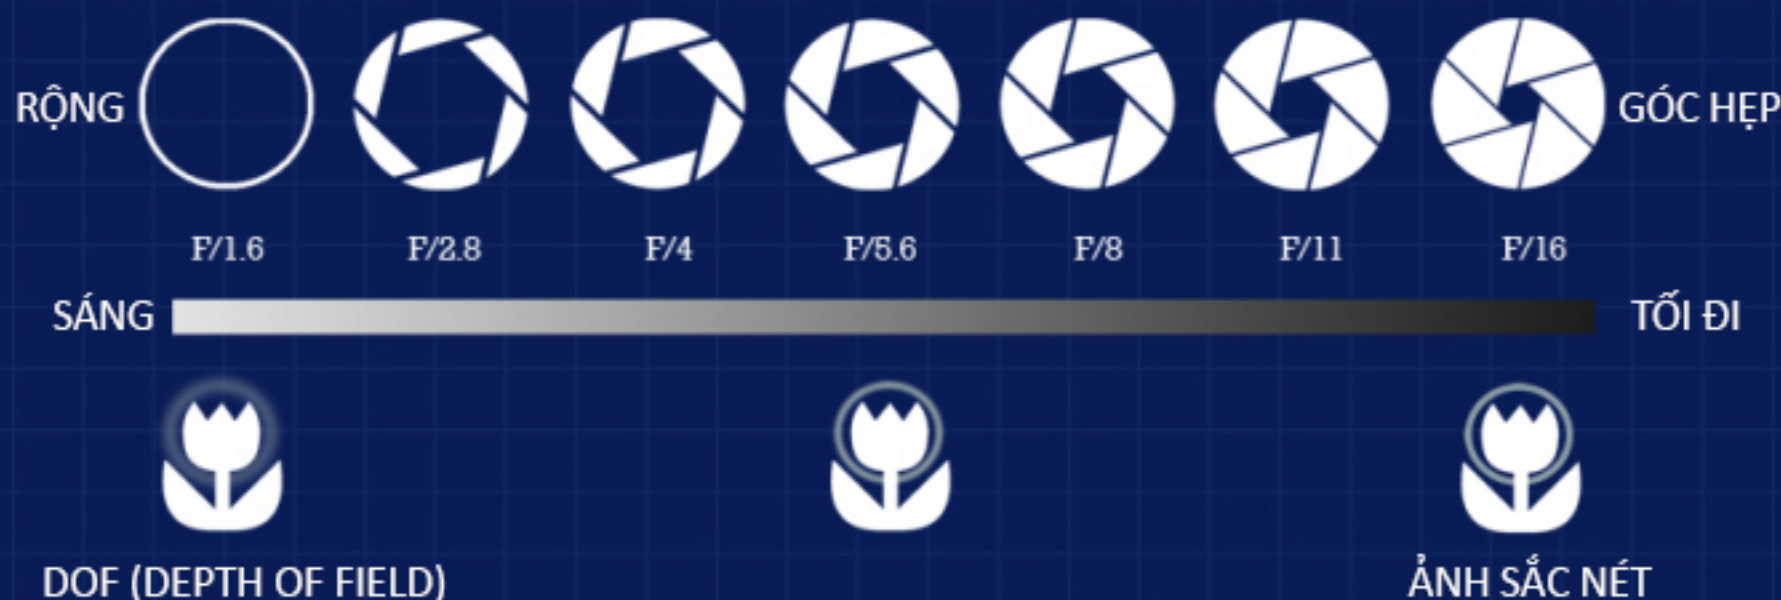 RỘNG
GÓC HẸP
F/1.6 F/2.8 F/4 F/5.6 F/8 F/11 F/16
SÁNG
TỐI ĐI
DOF (DEPTH OF FIELD)
ẢNH SẮC NÉT